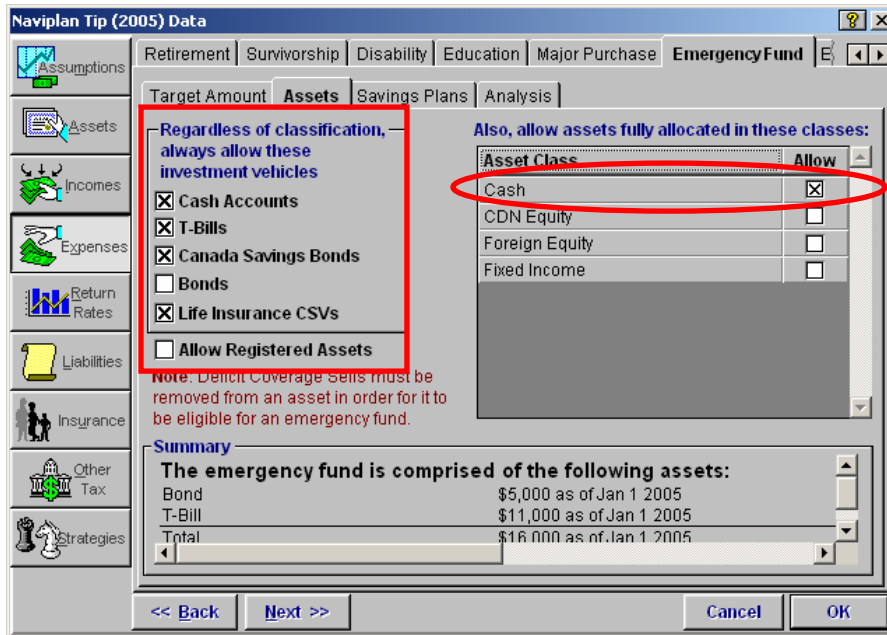 Naviplan Tip (2005) Data
Assumptions
Assets
Incomes
Expenses
Return
Rates
Liabilities
Insurance
Other
Tax
Strategies
Retirement Survivorship Disability Education Major Purchase Emergency Fund E
Target Amount Assets Savings Plans Analysis
Regardless of classification,
always allow these
investment vehicles
Cash Accounts
T-Bills
Canada Savings Bonds
Bonds
Life Insurance CSVs
Allow Registered Assets
Note: Deficit Coverage Sells must be
removed from an asset in order for it to
be eligible for an emergency fund.
Also, allow assets fully allocated in these classes:
Asset Class Allow
Cash
CDN Equity
Foreign Equity
Fixed Income
Summary
The emergency fund is comprised of the following assets:
Bond $5,000 as of Jan 1 2005
T-Bill $11,000 as of Jan 1 2005
Total $16,000 as of Jan 1 2005
<< Back Next >> Cancel OK